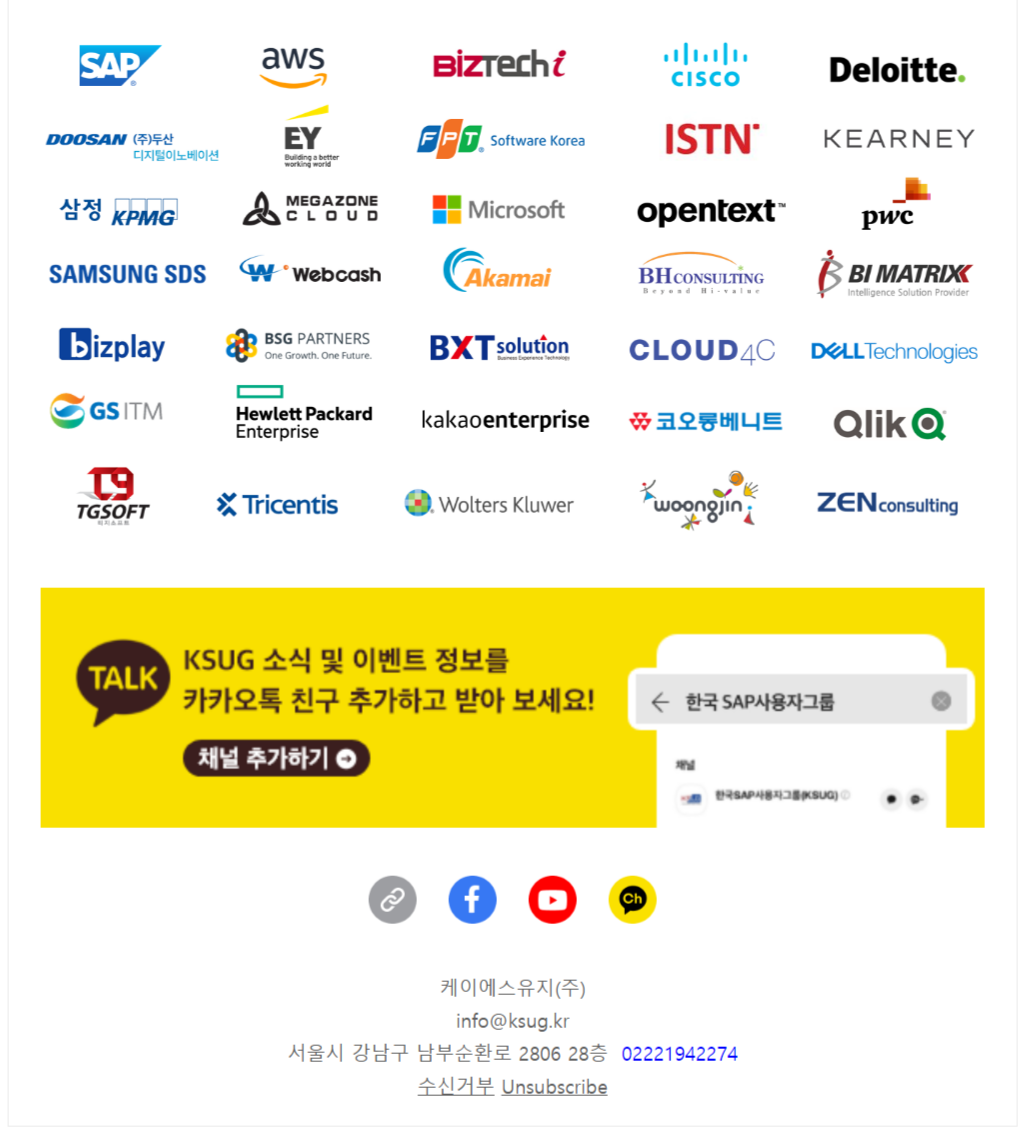 SAP
aws
BIZTECH i
CISCO
Deloitte.
DOOSAN (주)두산
디지털이노베이션
EY
Building a better
working world
FPT Software Korea
ISTN
KEARNEY
삼정 KPMG
MEGAZONE
CLOUD
Microsoft
opentext™
pwc
SAMSUNG SDS
Webcash
Akamai
BH CONSULTING
Beyond Hi-value
BI MATRIX
Intelligence Solution Provider
bizplay
BSG PARTNERS
One Growth. One Future.
BXT solution
Business Experience Technology
CLOUD4C
DELL Technologies
GS ITM
Hewlett Packard
Enterprise
kakaoenterprise
코오롱베니트
Qlik
TGSOFT
티지소프트
Tricentis
Wolters Kluwer
woongjin
ZEN consulting
TALK
KSUG 소식 및 이벤트 정보를
카카오톡 친구 추가하고 받아 보세요!
채널 추가하기
한국 SAP사용자그룹
채널
한국SAP사용자그룹(KSUG)
Ch
케이에스유지(주)
info@ksug.kr
서울시 강남구 남부순환로 2806 28층 02221942274
수신거부 Unsubscribe